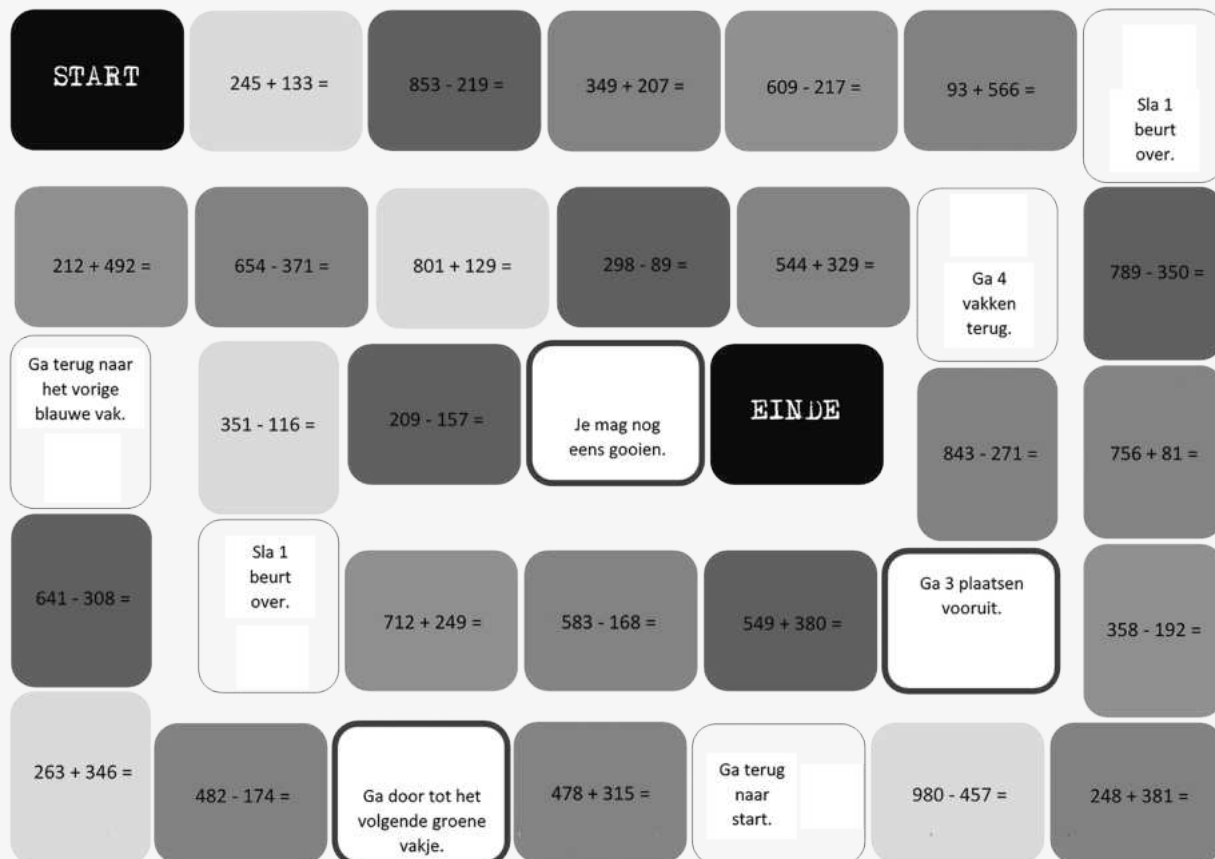 START
245 + 133 =
853 - 219 =
349 + 207 =
609 - 217 =
93 + 566 =
Sla 1
beurt
over.
212 + 492 =
654 - 371 =
801 + 129 =
298 - 89 =
544 + 329 =
Ga 4
vakken
terug.
789 - 350 =
Ga terug naar
het vorige
blauwe vak.
351 - 116 =
209 - 157 =
Je mag nog
eens gooien.
EINDE
843 - 271 =
756 + 81 =
641 - 308 =
Sla 1
beurt
over.
712 + 249 =
583 - 168 =
549 + 380 =
Ga 3 plaatsen
vooruit.
358 - 192 =
263 + 346 =
482 - 174 =
Ga door tot het
volgende groene
vakje.
478 + 315 =
Ga terug
naar
start.
980 - 457 =
248 + 381 =